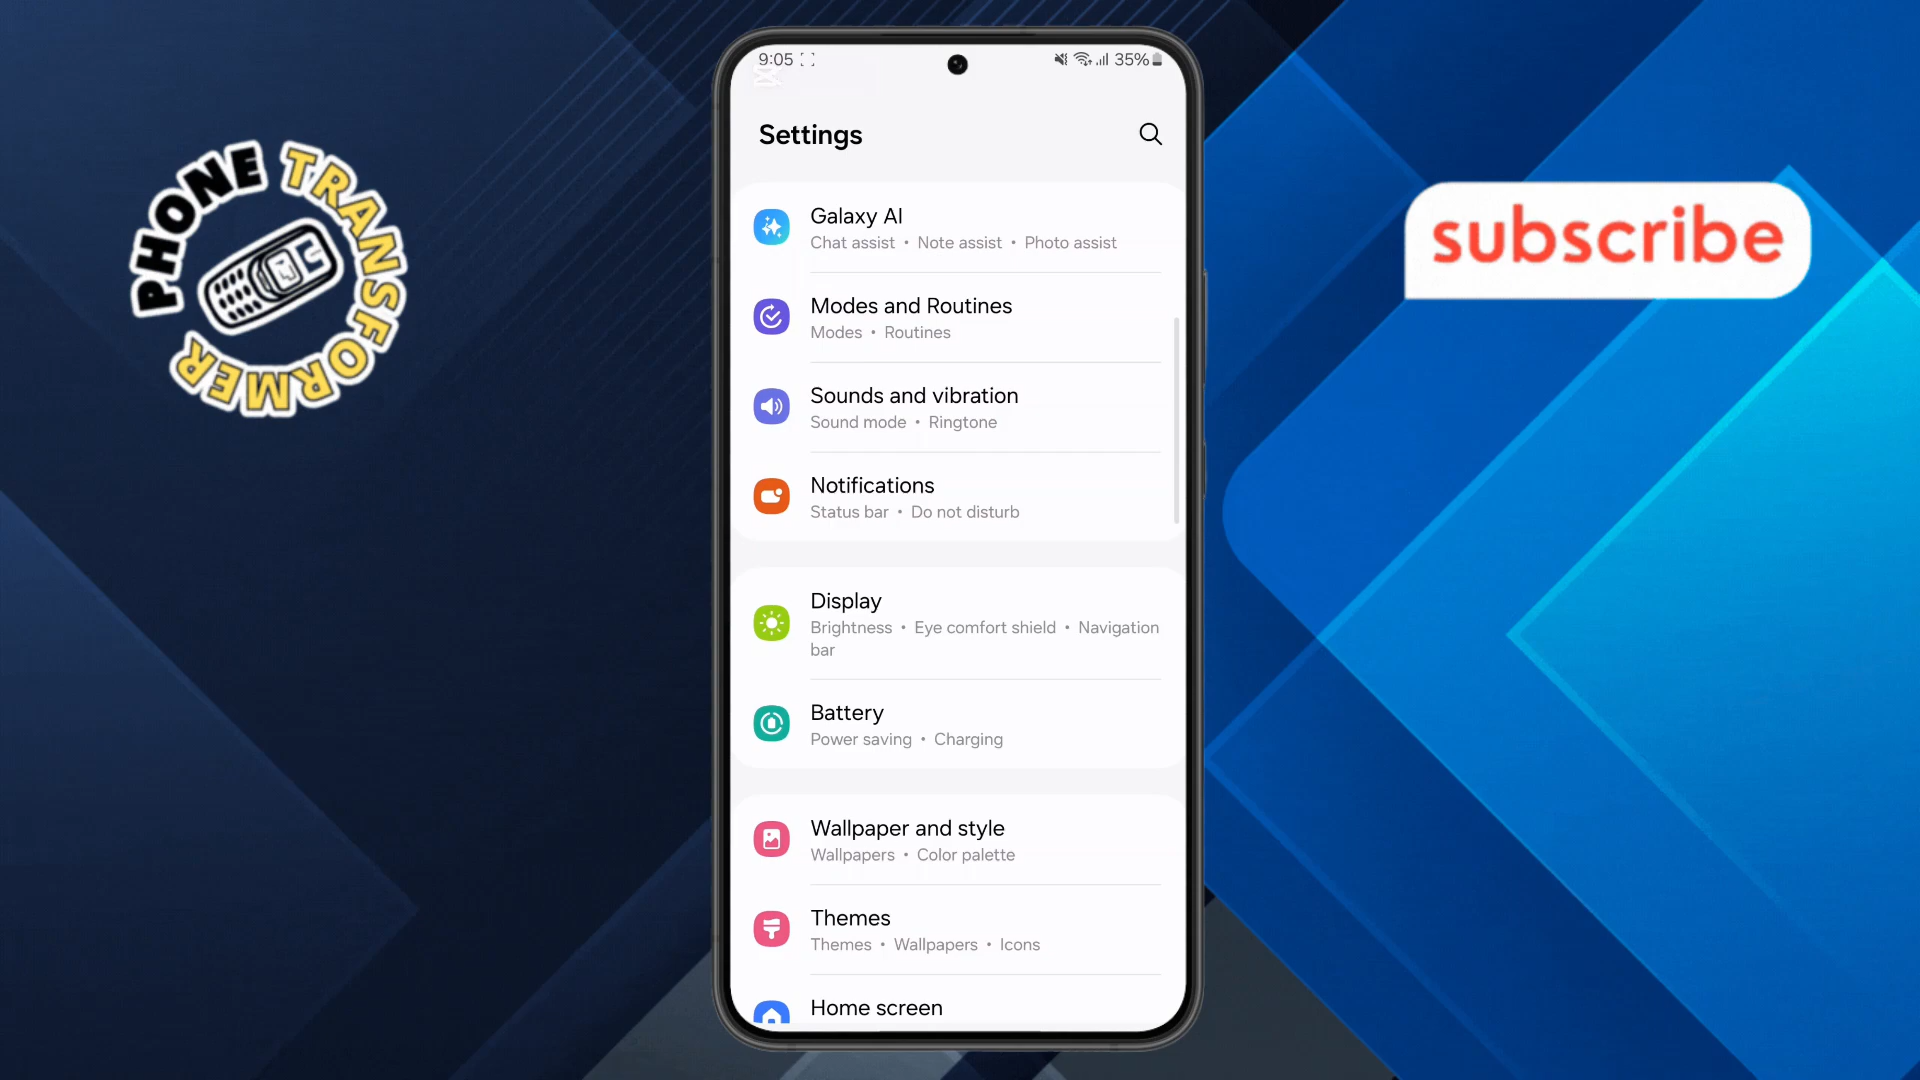 PHONE TRANSFORMER
subscribe
9:05
35%
Settings
Galaxy AI
Chat assist • Note assist • Photo assist
Modes and Routines
Modes • Routines
Sounds and vibration
Sound mode • Ringtone
Notifications
Status bar • Do not disturb
Display
Brightness • Eye comfort shield • Navigation
bar
Battery
Power saving • Charging
Wallpaper and style
Wallpapers • Color palette
Themes
Themes • Wallpapers • Icons
Home screen